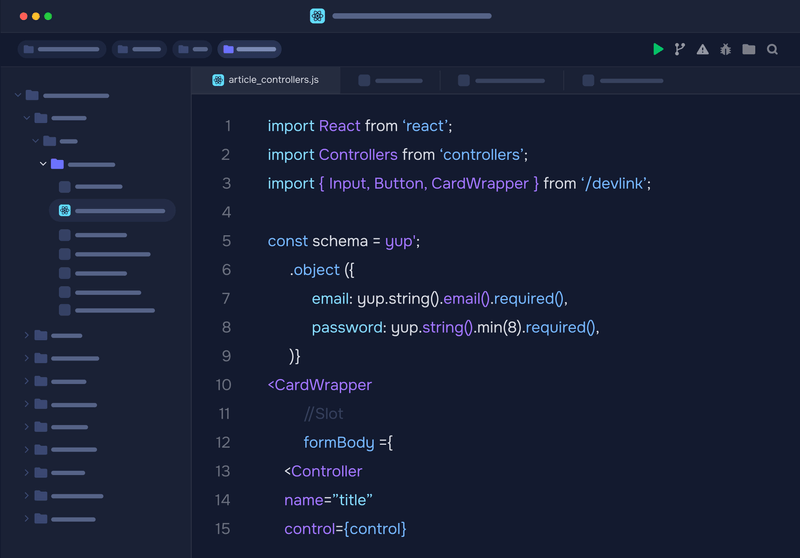 article_controllers.js
1 import React from ‘react’;
2 import Controllers from ‘controllers’;
3 import { Input, Button, CardWrapper } from ‘/devlink’;
4
5 const schema = yup';
6 .object ({
7 email: yup.string().email().required(),
8 password: yup.string().min(8).required(),
9 )}
10 <CardWrapper
11 //Slot
12 formBody ={
13 <Controller
14 name=”title”
15 control={control}